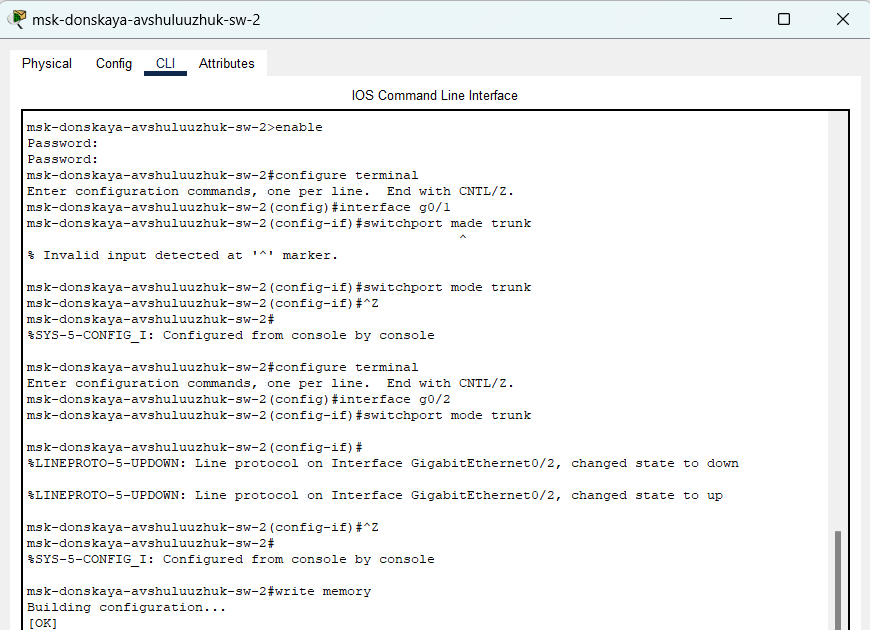 msk-donskaya-avshuluuzhuk-sw-2
Physical Config CLI Attributes
IOS Command Line Interface
msk-donskaya-avshuluuzhuk-sw-2>enable
Password:
Password:
msk-donskaya-avshuluuzhuk-sw-2#configure terminal
Enter configuration commands, one per line.  End with CNTL/Z.
msk-donskaya-avshuluuzhuk-sw-2(config)#interface g0/1
msk-donskaya-avshuluuzhuk-sw-2(config-if)#switchport made trunk
^
% Invalid input detected at '^' marker.
msk-donskaya-avshuluuzhuk-sw-2(config-if)#switchport mode trunk
msk-donskaya-avshuluuzhuk-sw-2(config-if)#^Z
msk-donskaya-avshuluuzhuk-sw-2#
%SYS-5-CONFIG_I: Configured from console by console
msk-donskaya-avshuluuzhuk-sw-2#configure terminal
Enter configuration commands, one per line.  End with CNTL/Z.
msk-donskaya-avshuluuzhuk-sw-2(config)#interface g0/2
msk-donskaya-avshuluuzhuk-sw-2(config-if)#switchport mode trunk
msk-donskaya-avshuluuzhuk-sw-2(config-if)#
%LINEPROTO-5-UPDOWN: Line protocol on Interface GigabitEthernet0/2, changed state to down
%LINEPROTO-5-UPDOWN: Line protocol on Interface GigabitEthernet0/2, changed state to up
msk-donskaya-avshuluuzhuk-sw-2(config-if)#^Z
msk-donskaya-avshuluuzhuk-sw-2#
%SYS-5-CONFIG_I: Configured from console by console
msk-donskaya-avshuluuzhuk-sw-2#write memory
Building configuration...
[OK]